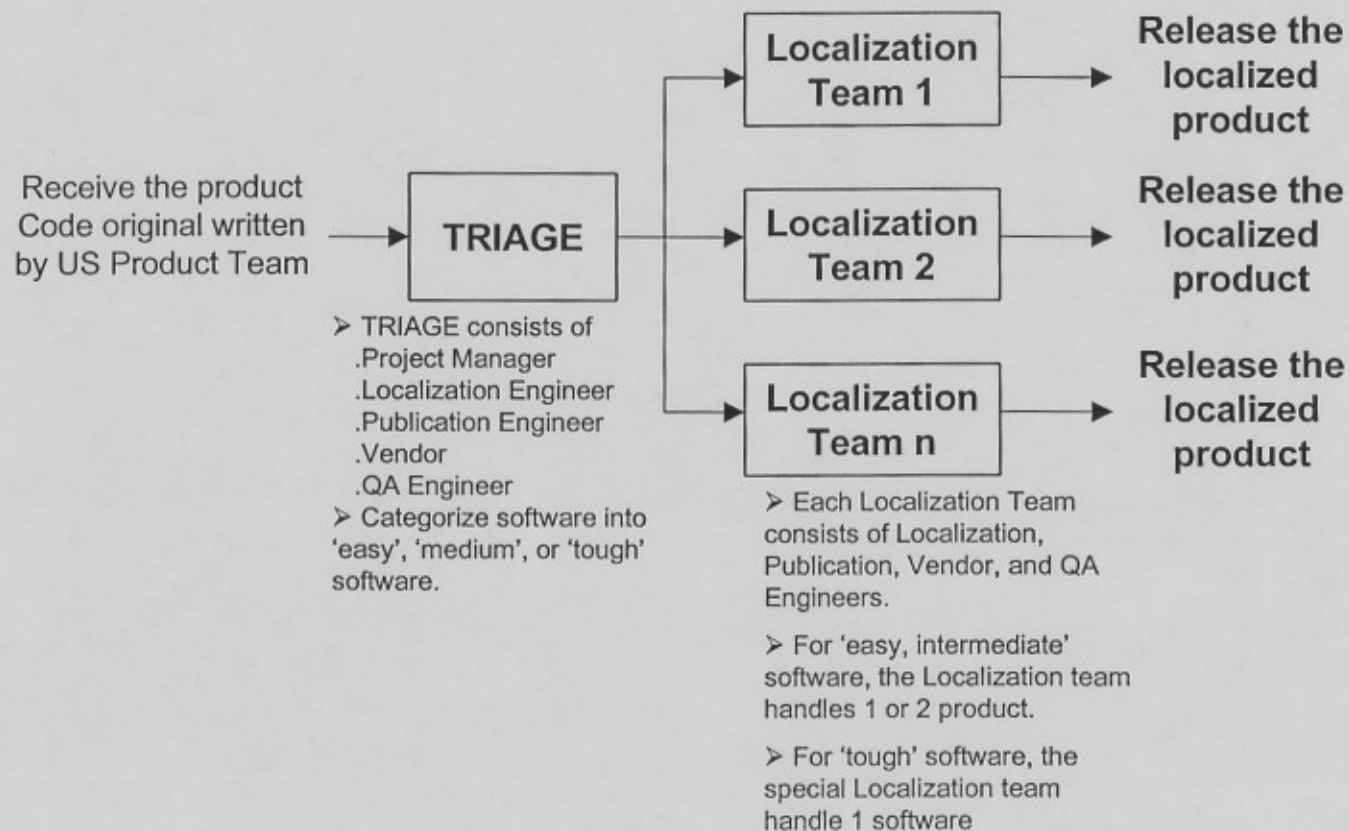 Receive the product
Code original written
by US Product Team
TRIAGE
➢ TRIAGE consists of
.Project Manager
.Localization Engineer
.Publication Engineer
.Vendor
.QA Engineer
➢ Categorize software into
‘easy’, ‘medium’, or ‘tough’
software.
Localization
Team 1
Release the
localized
product
Localization
Team 2
Release the
localized
product
Localization
Team n
Release the
localized
product
➢ Each Localization Team
consists of Localization,
Publication, Vendor, and QA
Engineers.
➢ For ‘easy, intermediate’
software, the Localization team
handles 1 or 2 product.
➢ For ‘tough’ software, the
special Localization team
handle 1 software